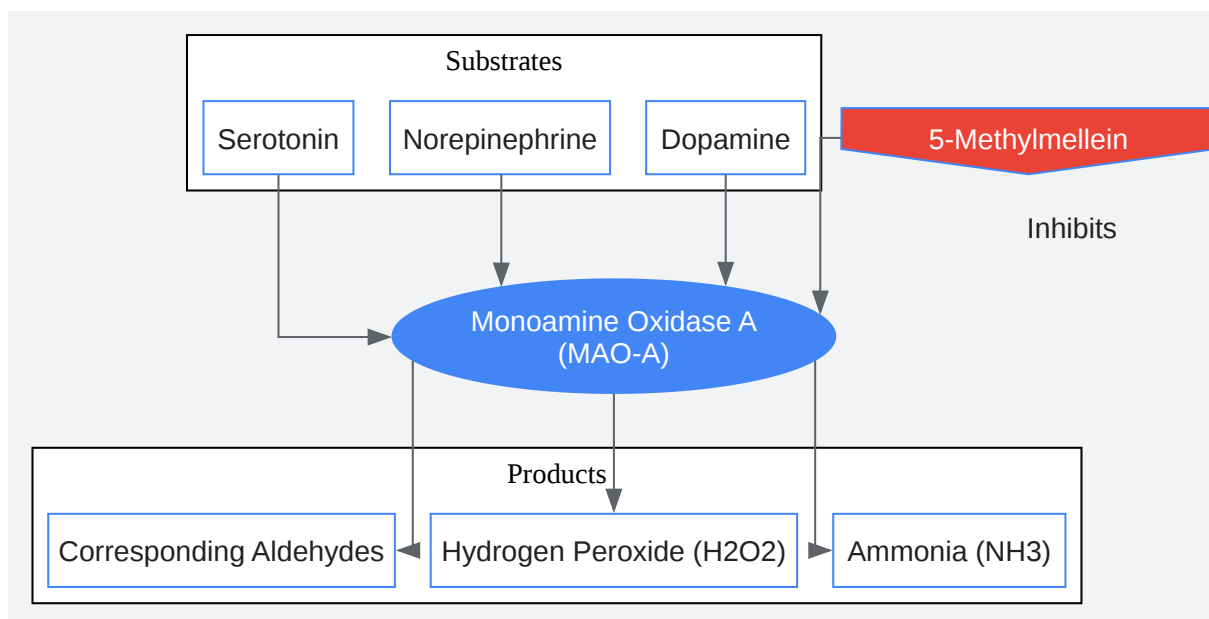 Substrates
Serotonin
Norepinephrine
Dopamine
5-Methylmellein
Inhibits
Monoamine Oxidase A
(MAO-A)
Products
Corresponding Aldehydes
Hydrogen Peroxide (H2O2)
Ammonia (NH3)